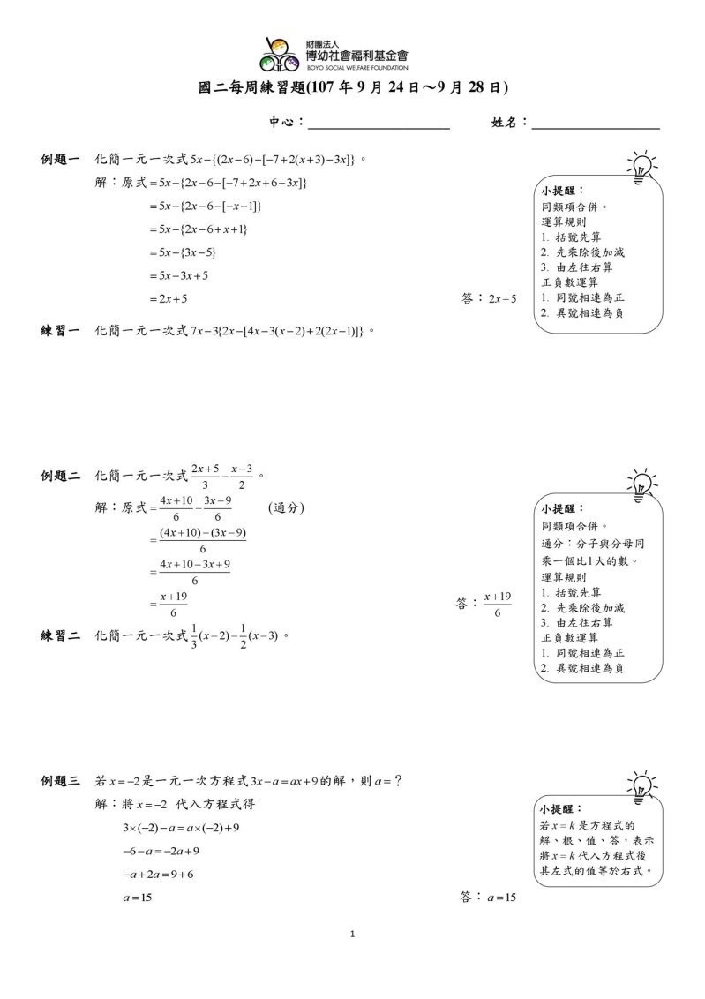 財團法人
博幼社會福利基金會
BOYO SOCIAL WELFARE FOUNDATION
國二每周練習題(107 年 9 月 24 日～9 月 28 日)
中心：＿＿＿＿＿＿＿＿ 姓名：＿＿＿＿＿＿＿＿
例題一 化簡一元一次式5x−{(2x−6)−[−7+2(x+3)−3x]}。
解：原式=5x−{2x−6−[−7+2x+6−3x]}
=5x−{2x−6−[−x−1]}
=5x−{2x−6+x+1}
=5x−{3x−5}
=5x−3x+5
=2x+5 答：2x+5
小提醒：
同類項合併。
運算規則
1. 括號先算
2. 先乘除後加減
3. 由左往右算
正負數運算
1. 同號相連為正
2. 異號相連為負
練習一 化簡一元一次式7x−3{2x−[4x−3(x−2)+2(2x−1)]}。
例題二 化簡一元一次式(2x+5)/3−(x−3)/2。
解：原式=(4x+10)/6−(3x−9)/6 (通分)
=((4x+10)−(3x−9))/6
=(4x+10−3x+9)/6
=(x+19)/6 答：(x+19)/6
小提醒：
同類項合併。
通分：分子與分母同
乘一個比1大的數。
運算規則
1. 括號先算
2. 先乘除後加減
3. 由左往右算
正負數運算
1. 同號相連為正
2. 異號相連為負
練習二 化簡一元一次式1/3(x−2)−1/2(x−3)。
例題三 若x=−2是一元一次方程式3x−a=ax+9的解，則a=？
解：將x=−2 代入方程式得
3×(−2)−a=a×(−2)+9
−6−a=−2a+9
−a+2a=9+6
a=15 答：a=15
小提醒：
若x=k是方程式的
解、根、值、答，表示
將x=k代入方程式後
其左式的值等於右式。
1